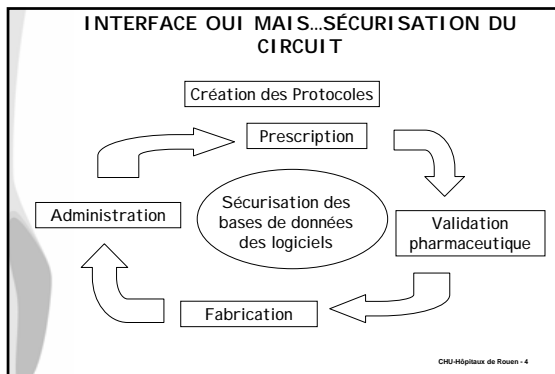 INTERFACE OUI MAIS...SÉCURISATION DU
CIRCUIT
Création des Protocoles
Prescription
Administration
Sécurisation des
bases de données
des logiciels
Validation
pharmaceutique
Fabrication
CHU-Hôpitaux de Rouen - 4